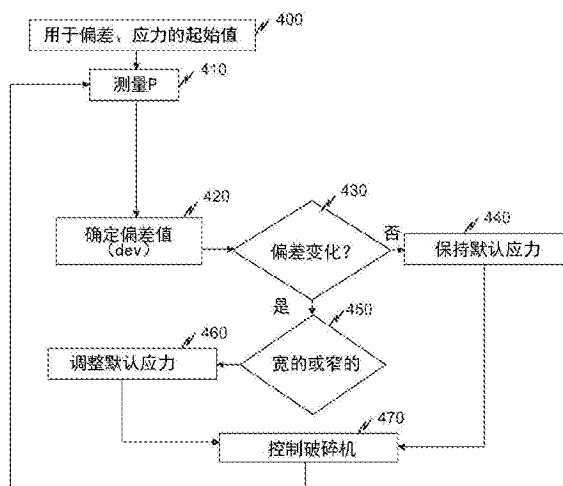 400
用于偏差、应力的起始值
410
测量P
420
确定偏差值
(dev)
430
偏差变化?
否
440
保持默认应力
是
450
宽的或窄的
460
调整默认应力
470
控制破碎机